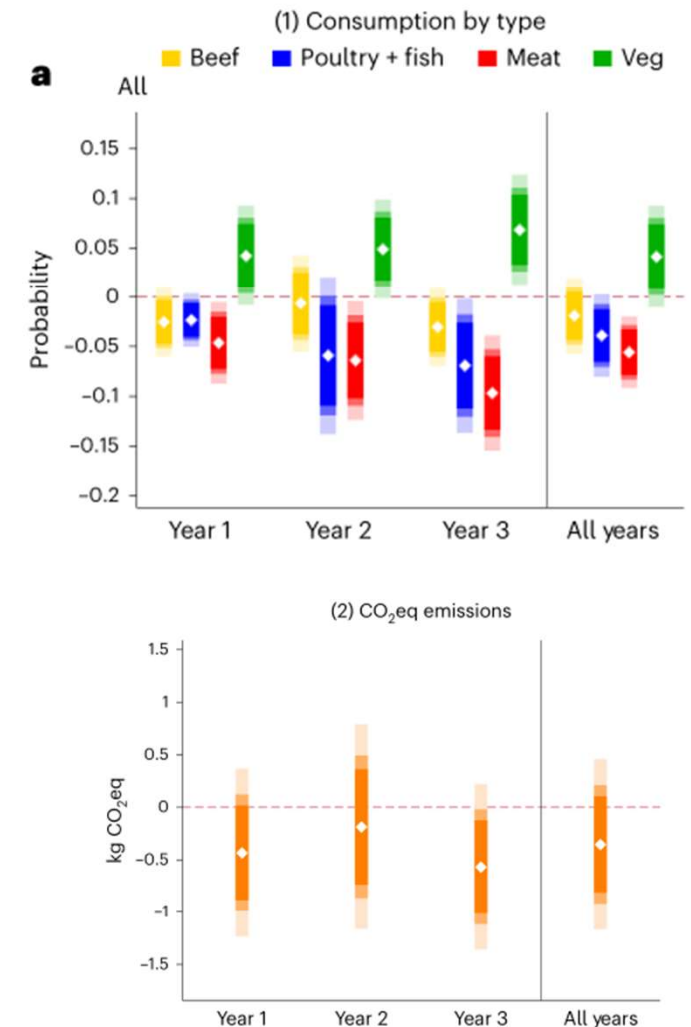 (1) Consumption by type
Beef Poultry + fish Meat Veg
a
All
0.15
0.1
0.05
0
−0.05
−0.1
−0.15
−0.2
Probability
Year 1 Year 2 Year 3 All years
(2) CO₂eq emissions
1.5
1
0.5
0
−0.5
−1
−1.5
kg CO₂eq
Year 1 Year 2 Year 3 All years